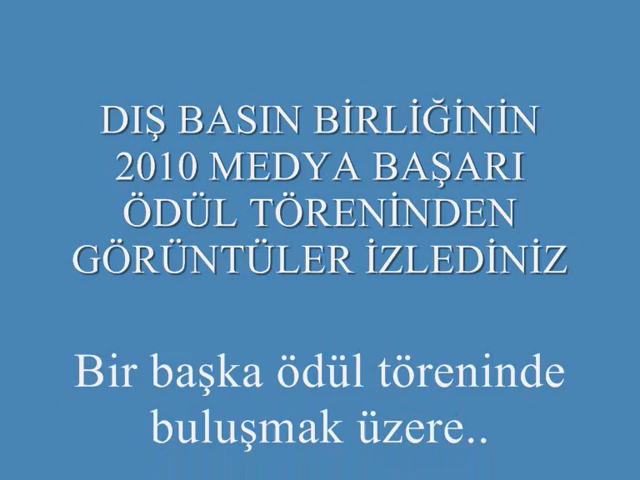 DIŞ BASIN BİRLİĞİNİN
2010 MEDYA BAŞARI
ÖDÜL TÖRENİNDEN
GÖRÜNTÜLER İZLEDİNİZ
Bir başka ödül töreninde
buluşmak üzere..